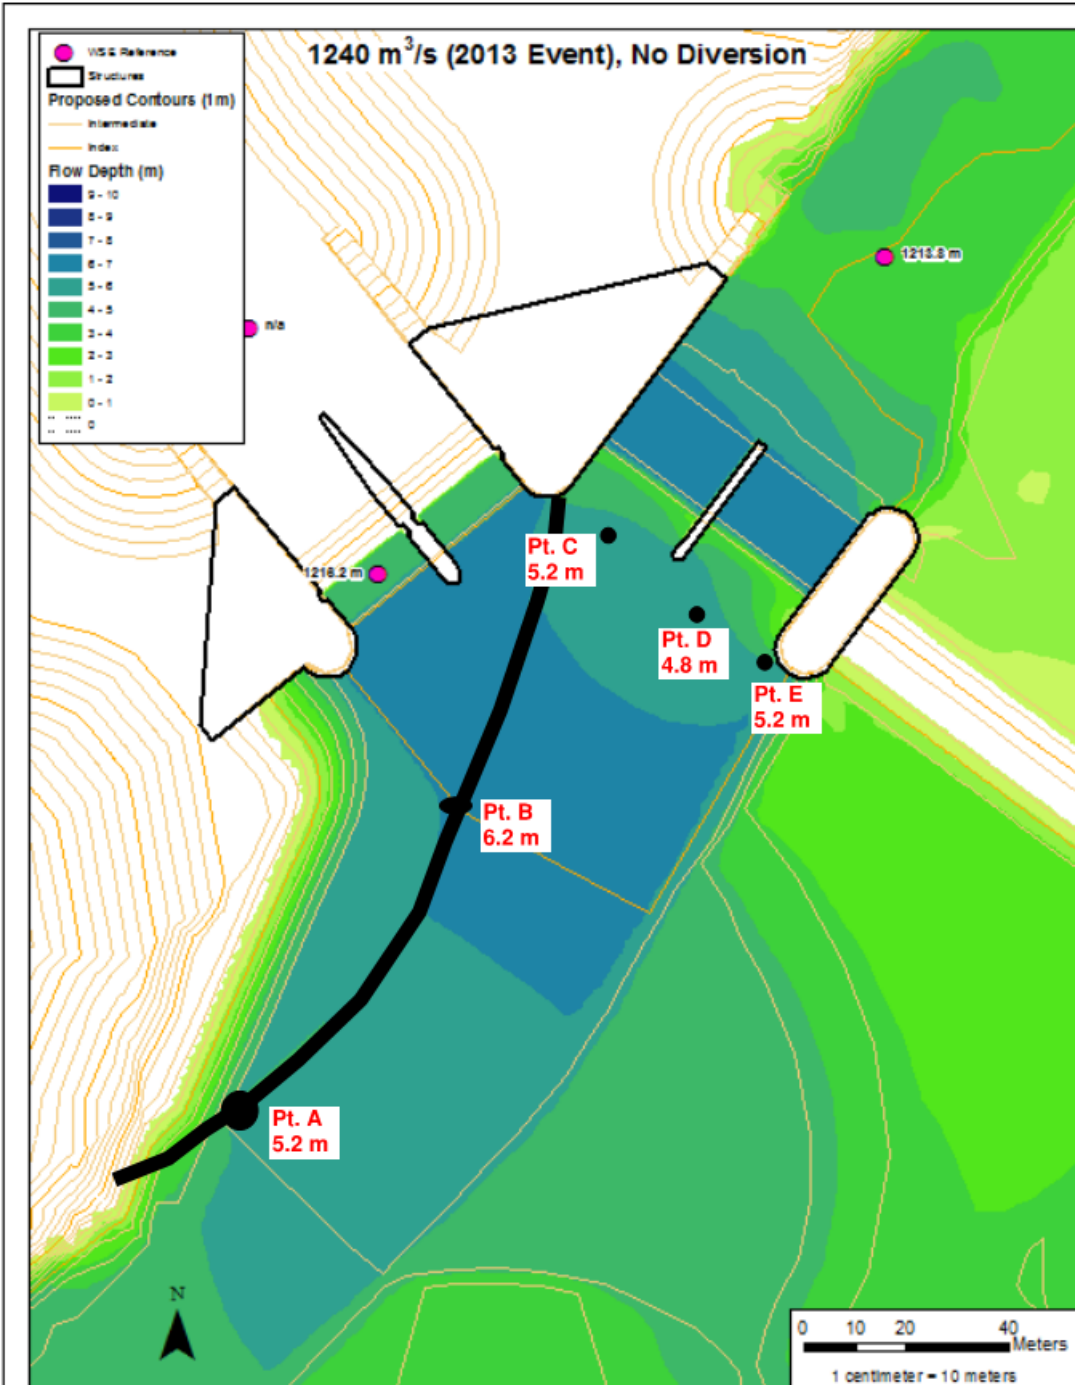 1240 m³/s (2013 Event), No Diversion
WSE Reference
Structures
Proposed Contours (1m)
Intermediate
Index
Flow Depth (m)
9 - 10
8 - 9
7 - 8
6 - 7
5 - 6
4 - 5
3 - 4
2 - 3
1 - 2
0 - 1
0
1213.8 m
n/a
1216.2 m
Pt. C
5.2 m
Pt. D
4.8 m
Pt. E
5.2 m
Pt. B
6.2 m
Pt. A
5.2 m
N
0 10 20 40
Meters
1 centimeter = 10 meters